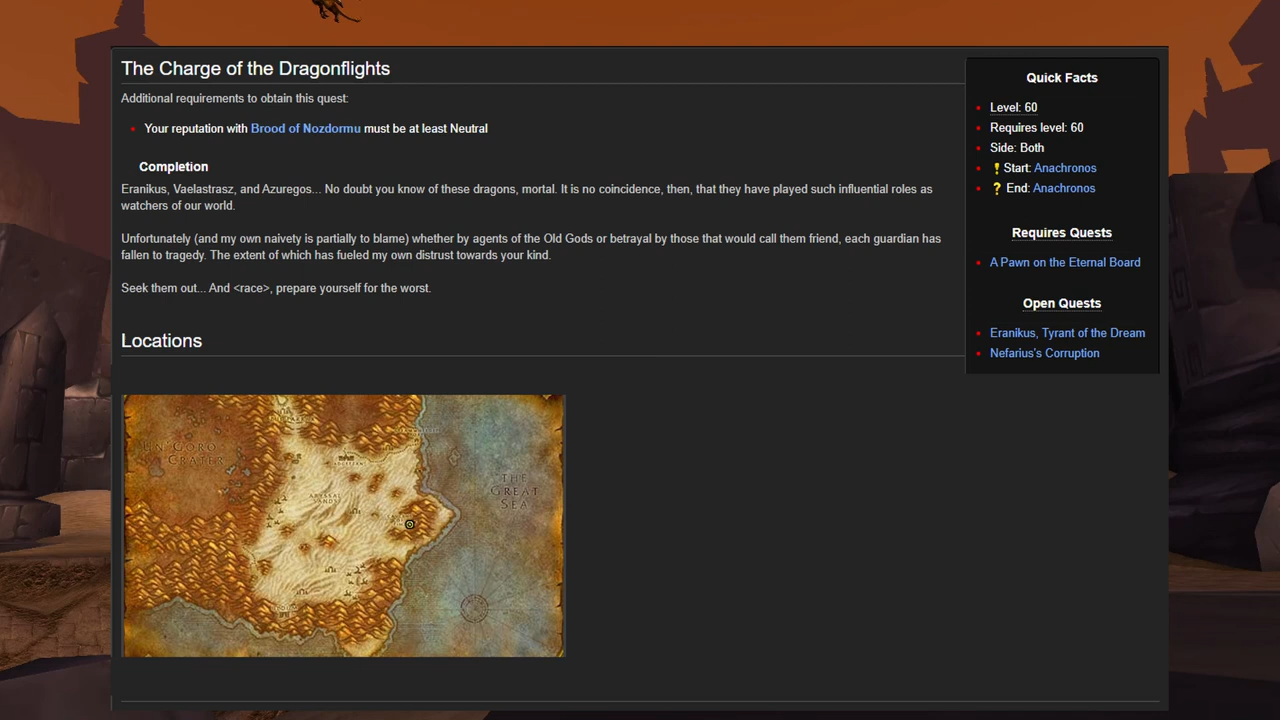 The Charge of the Dragonflights
Additional requirements to obtain this quest:
Your reputation with Brood of Nozdormu must be at least Neutral
Completion
Eranikus, Vaelastrasz, and Azuregos... No doubt you know of these dragons, mortal. It is no coincidence, then, that they have played such influential roles as
watchers of our world.
Unfortunately (and my own naivety is partially to blame) whether by agents of the Old Gods or betrayal by those that would call them friend, each guardian has
fallen to tragedy. The extent of which has fueled my own distrust towards your kind.
Seek them out... And <race>, prepare yourself for the worst.
Locations
UN'GORO
CRATER
ABYSSAL
SANDS
THE
GREAT
SEA
Quick Facts
Level: 60
Requires level: 60
Side: Both
Start: Anachronos
End: Anachronos
Requires Quests
A Pawn on the Eternal Board
Open Quests
Eranikus, Tyrant of the Dream
Nefarius's Corruption